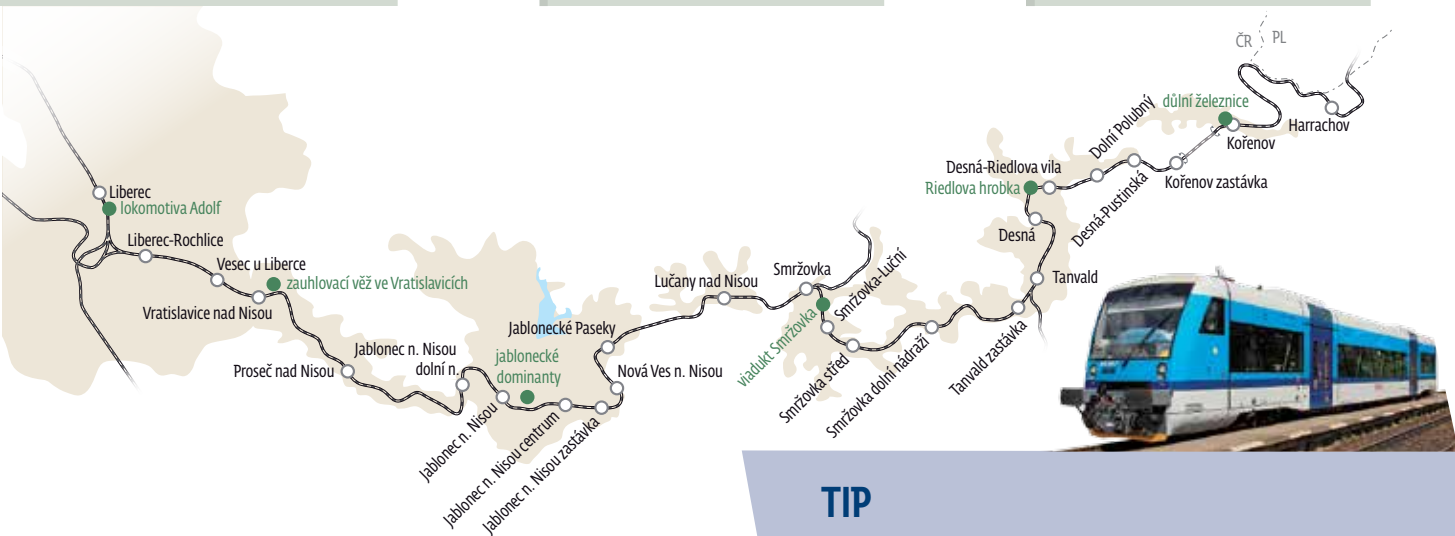 ČR
PL
Liberec
lokomotiva Adolf
Liberec-Rochlice
Vesec u Liberce
zauhlovací věž ve Vratislavicích
Vratislavice nad Nisou
Proseč nad Nisou
Jablonec n. Nisou
dolní n.
Jablonec n. Nisou
jablonecké
dominanty
Jablonec n. Nisou centrum
Jablonec n. Nisou zastávka
Nová Ves n. Nisou
Jablonecké Paseky
Lučany nad Nisou
Smržovka
viadukt Smržovka
Smržovka-Luční
Smržovka střed
Smržovka dolní nádraží
Tanvald zastávka
Tanvald
Desná
Riedlova hrobka
Desná-Riedlova vila
Dolní Polubný
Desná-Pustinská
Kořenov zastávka
důlní železnice
Kořenov
Harrachov
TIP